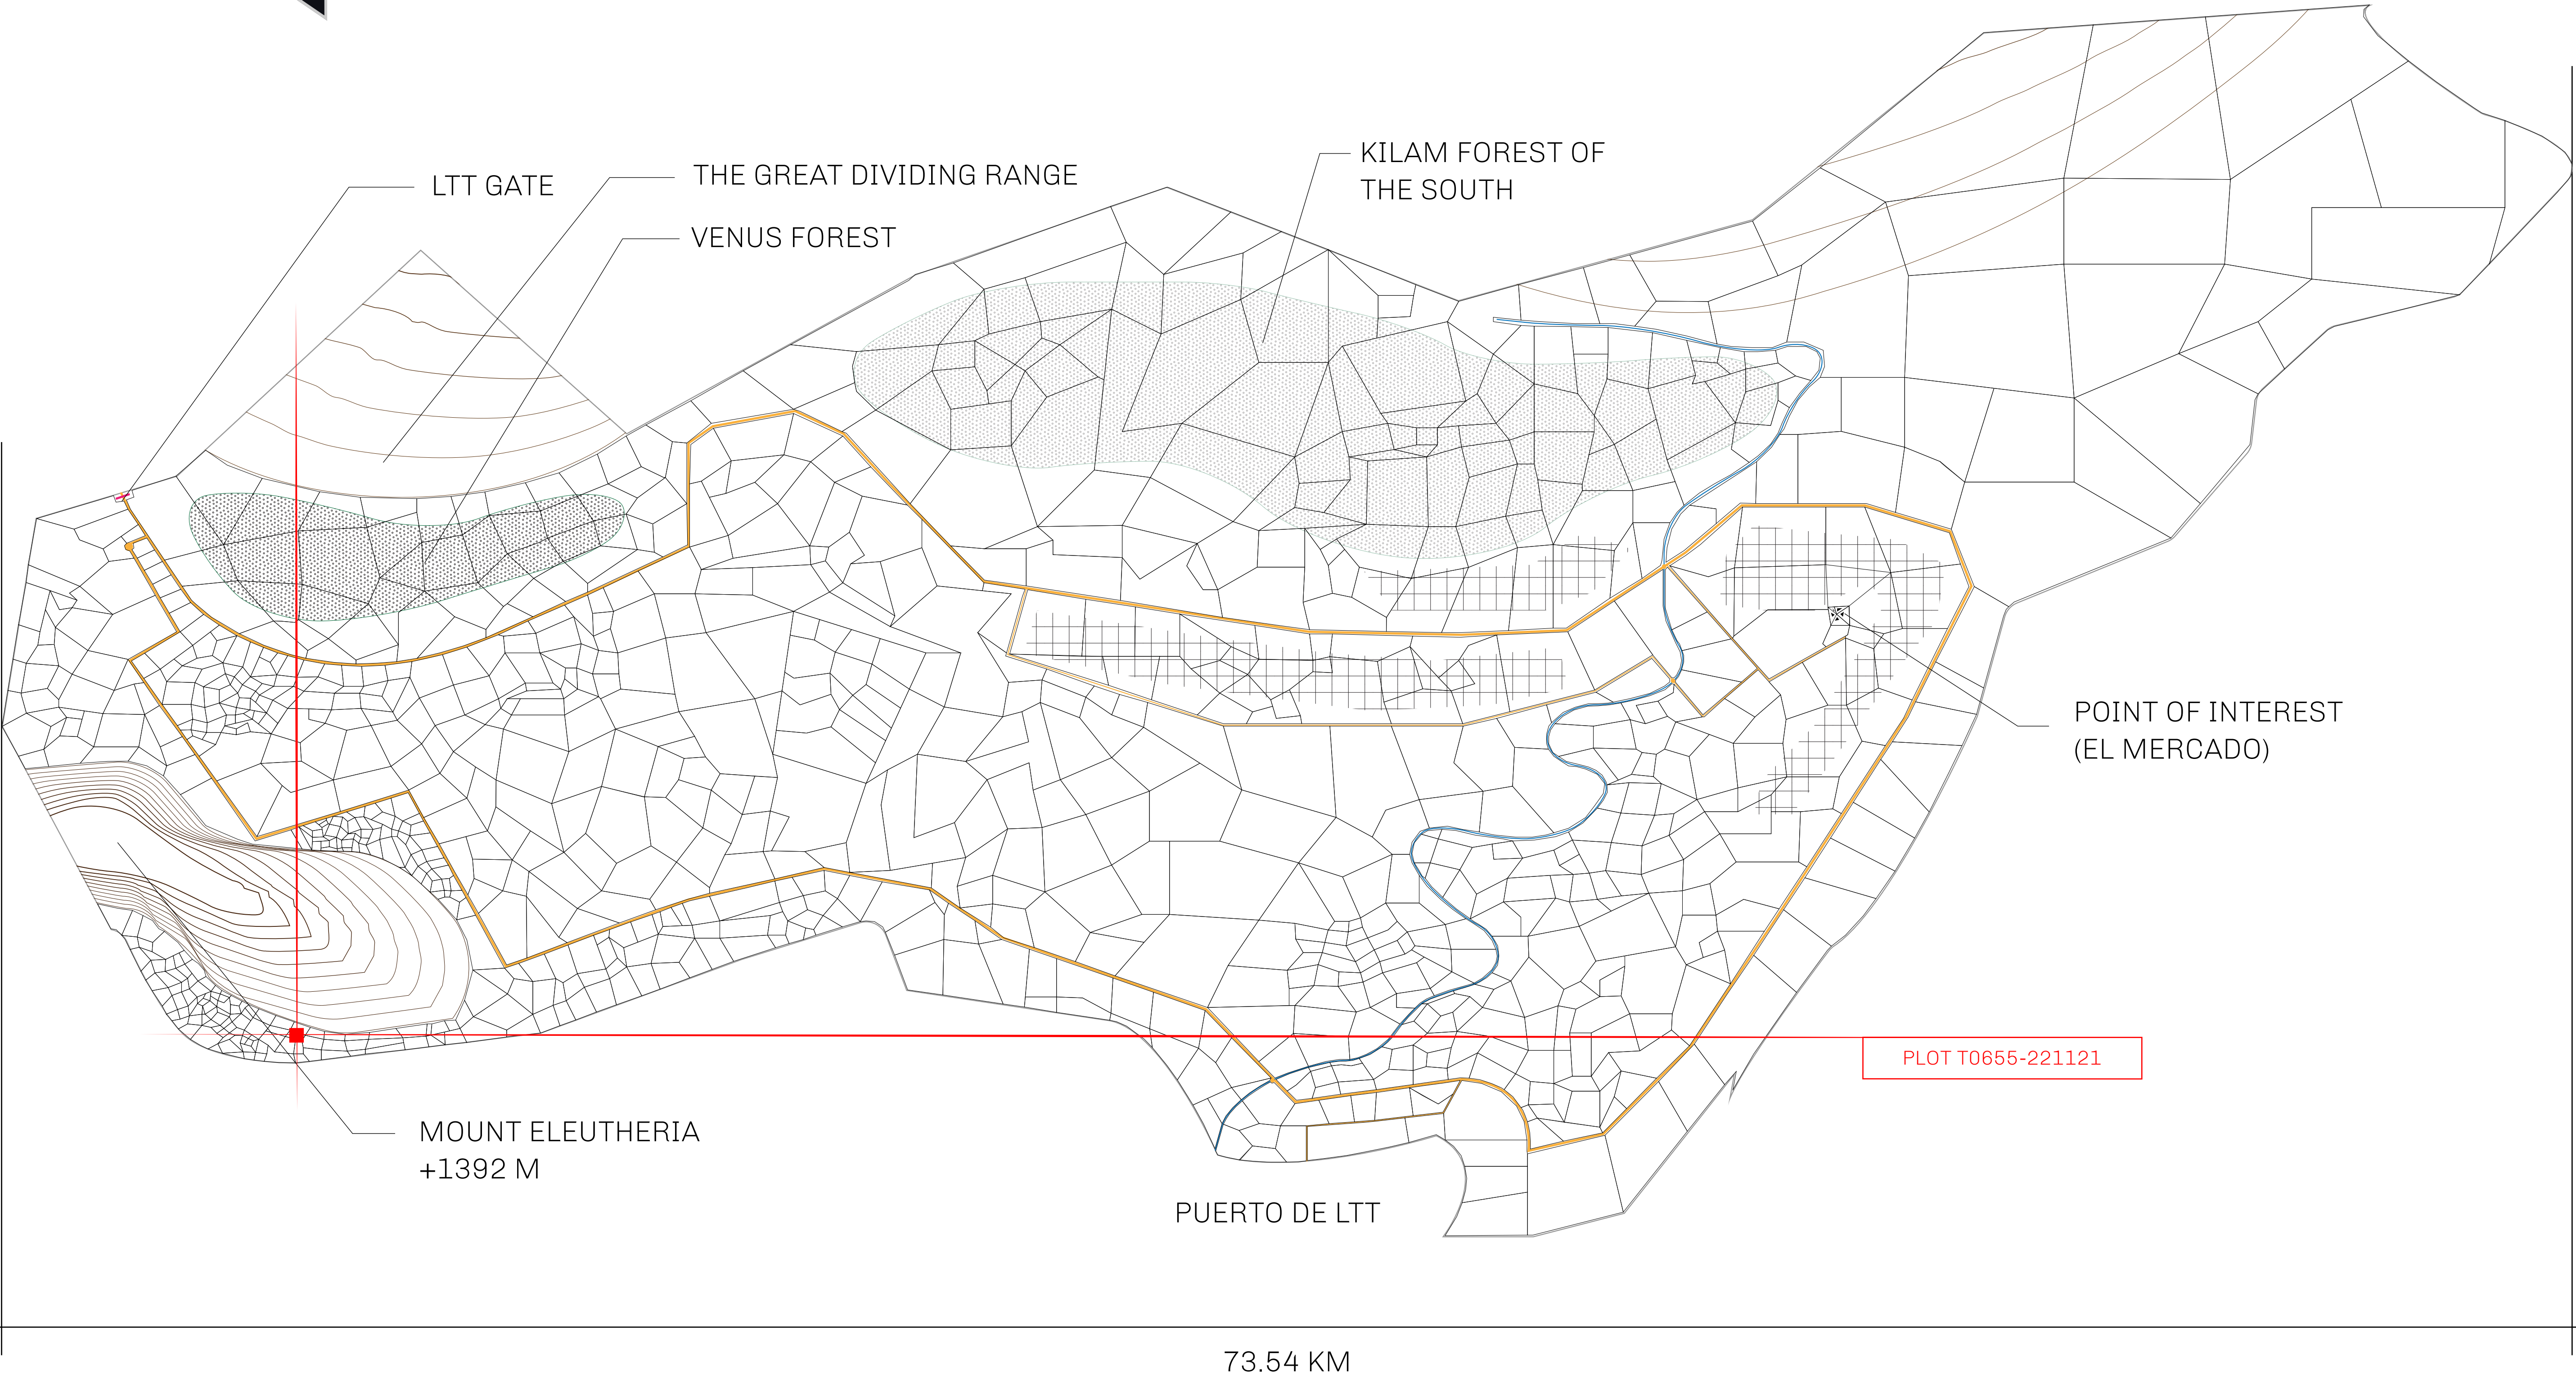 KILAM FOREST OF
THE SOUTH
LTT GATE
THE GREAT DIVIDING RANGE
VENUS FOREST
POINT OF INTEREST
(EL MERCADO)
PLOT T0655-221121
MOUNT ELEUTHERIA
+1392 M
PUERTO DE LTT
73.54 KM